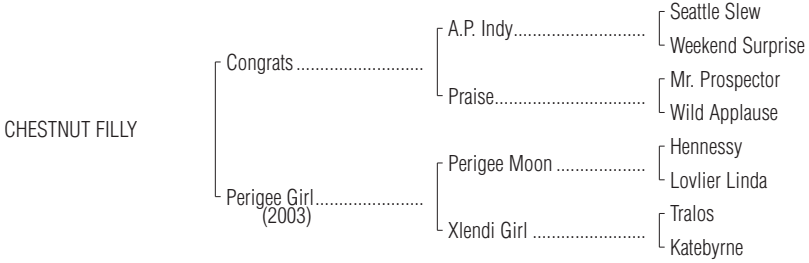 Seattle Slew
A.P. Indy
Weekend Surprise
Congrats
Mr. Prospector
Praise
Wild Applause
CHESTNUT FILLY
Hennessy
Perigee Moon
Lovlier Linda
Perigee Girl
(2003)
Tralos
Xlendi Girl
Katebyrne